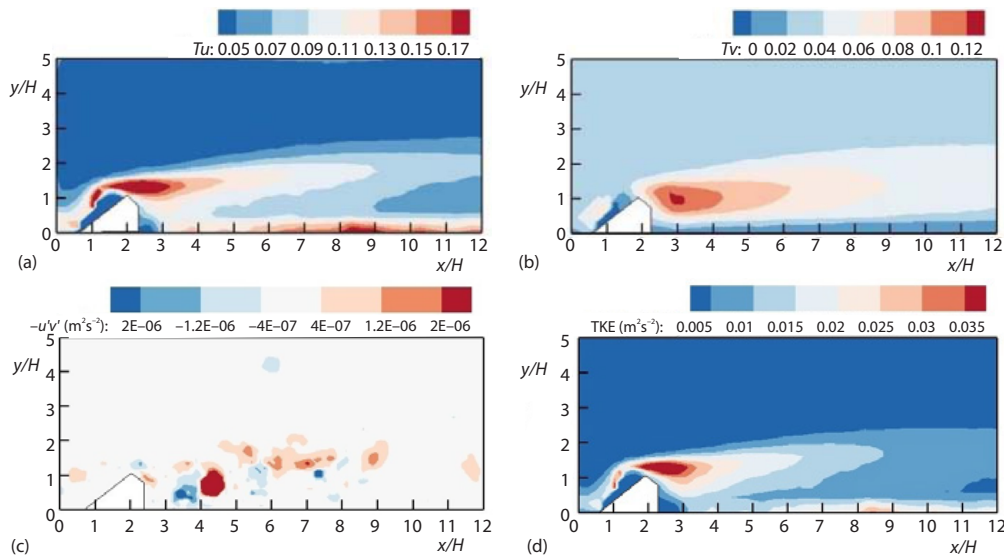 Tu: 0.05 0.07 0.09 0.11 0.13 0.15 0.17
5
y/H
4
3
2
1
0
0 1 2 3 4 5 6 7 8 9 10 11 12
(a)
x/H
Tv: 0 0.02 0.04 0.06 0.08 0.1 0.12
5
y/H
4
3
2
1
0
0 1 2 3 4 5 6 7 8 9 10 11 12
(b)
x/H
–u'v' (m²s⁻²): 2E–06 –1.2E–06 –4E–07 4E–07 1.2E–06 2E–06
5
y/H
4
3
2
1
0
0 1 2 3 4 5 6 7 8 9 10 11 12
(c)
x/H
TKE (m²s⁻²): 0.005 0.01 0.015 0.02 0.025 0.03 0.035
5
y/H
4
3
2
1
0
0 1 2 3 4 5 6 7 8 9 10 11 12
(d)
x/H